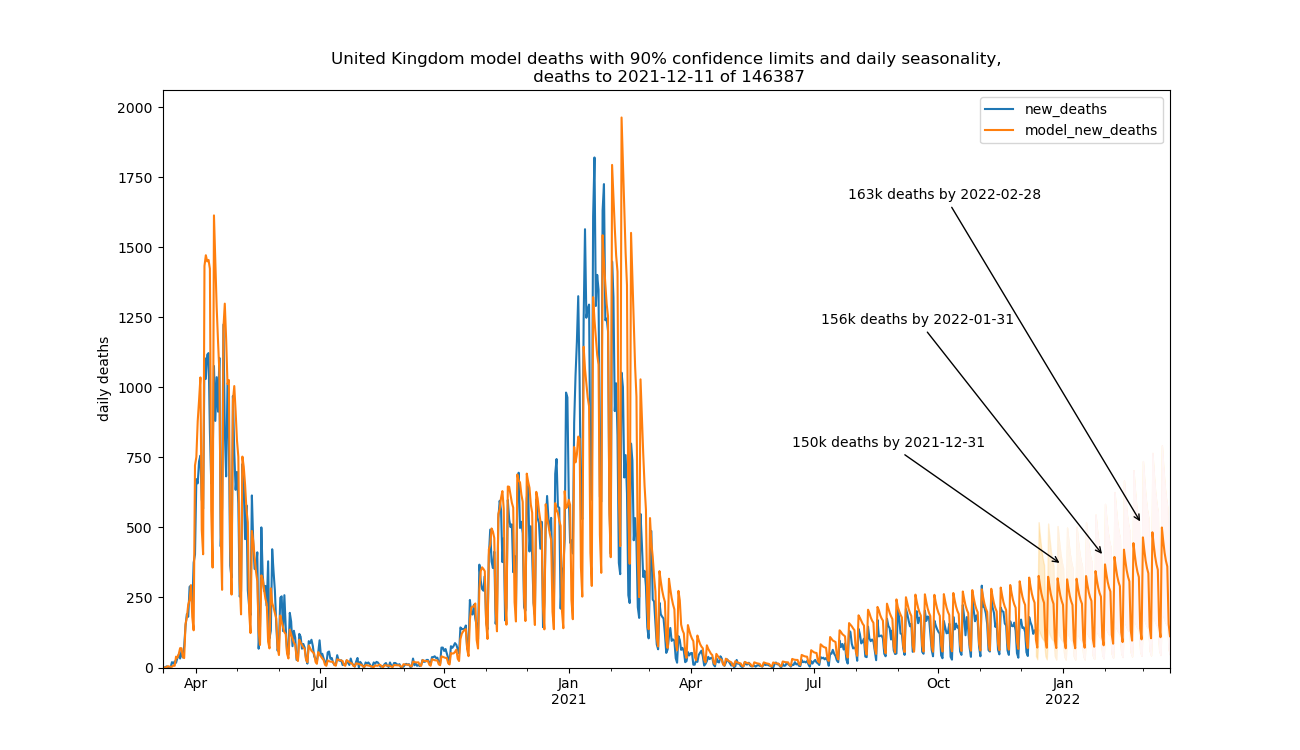 United Kingdom model deaths with 90% confidence limits and daily seasonality,
deaths to 2021-12-11 of 146387
new_deaths
model_new_deaths
163k deaths by 2022-02-28
156k deaths by 2022-01-31
150k deaths by 2021-12-31
daily deaths
2000
1750
1500
1250
1000
750
500
250
0
Apr
Jul
Oct
Jan
2021
Apr
Jul
Oct
Jan
2022